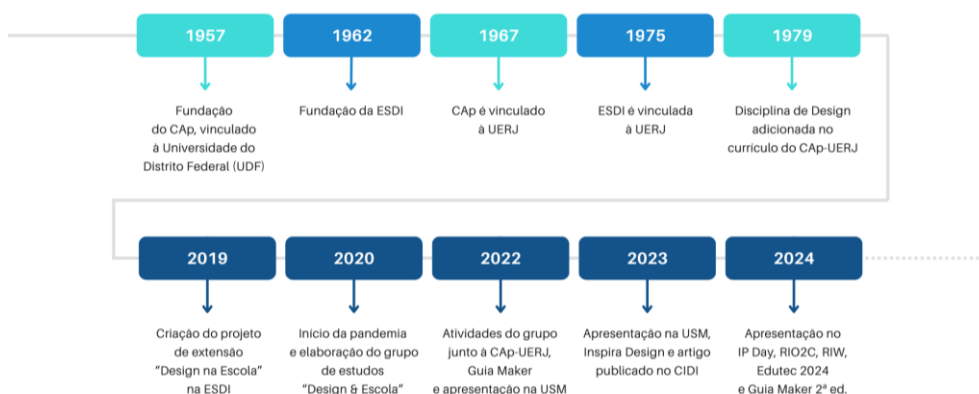 1957
Fundação
do CAp, vinculado
à Universidade do
Distrito Federal (UDF)
1962
Fundação da ESDI
1967
CAp é vinculado
à UERJ
1975
ESDI é vinculada
à UERJ
1979
Disciplina de Design
adicionada no
curriculo do CAp-UERJ
2019
Criação do projeto
de extensão
"Design na Escola"
na ESDI
2020
Início da pandemia
e elaboração do grupo
de estudos
"Design & Escola"
2022
Atividades do grupo
junto à CAp-UERJ,
Guia Maker
e apresentação na USM
2023
Apresentação na USM,
Inspira Design e artigo
publicado no CIDI
2024
Apresentação no
IP Day, RIO2C, RIW,
Edutec 2024
e Guia Maker 2ª ed.